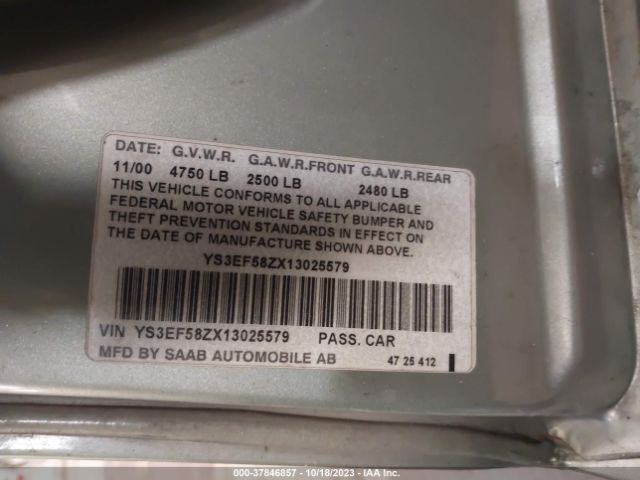 DATE: G.V.W.R. G.A.W.R.FRONT G.A.W.R.REAR
11/00 4750 LB 2500 LB 2480 LB
THIS VEHICLE CONFORMS TO ALL APPLICABLE
FEDERAL MOTOR VEHICLE SAFETY BUMPER AND
THEFT PREVENTION STANDARDS IN EFFECT ON
THE DATE OF MANUFACTURE SHOWN ABOVE.
YS3EF58ZX13025579
VIN YS3EF58ZX13025579 PASS. CAR
MFD BY SAAB AUTOMOBILE AB 47 25 412
000-37846857 - 10/18/2023 - IAA Inc.